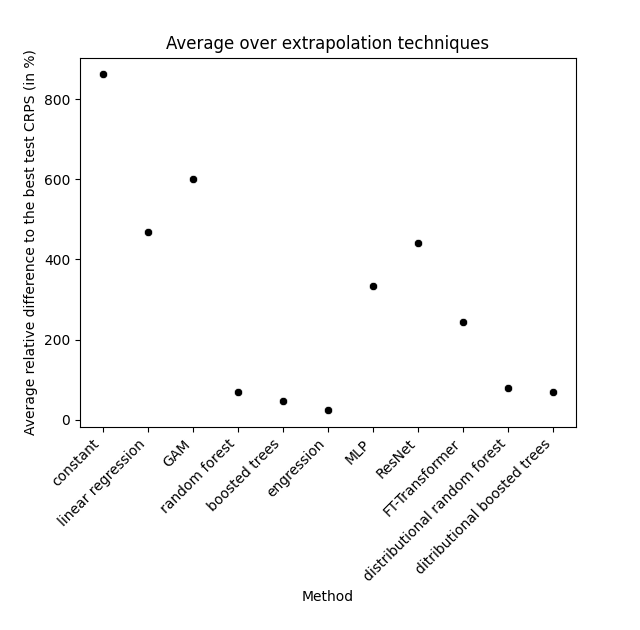 Average over extrapolation techniques
Average relative difference to the best test CRPS (in %)
800
600
400
200
0
constant
linear regression
GAM
random forest
boosted trees
engression
MLP
ResNet
FT-Transformer
distributional random forest
ditributional boosted trees
Method